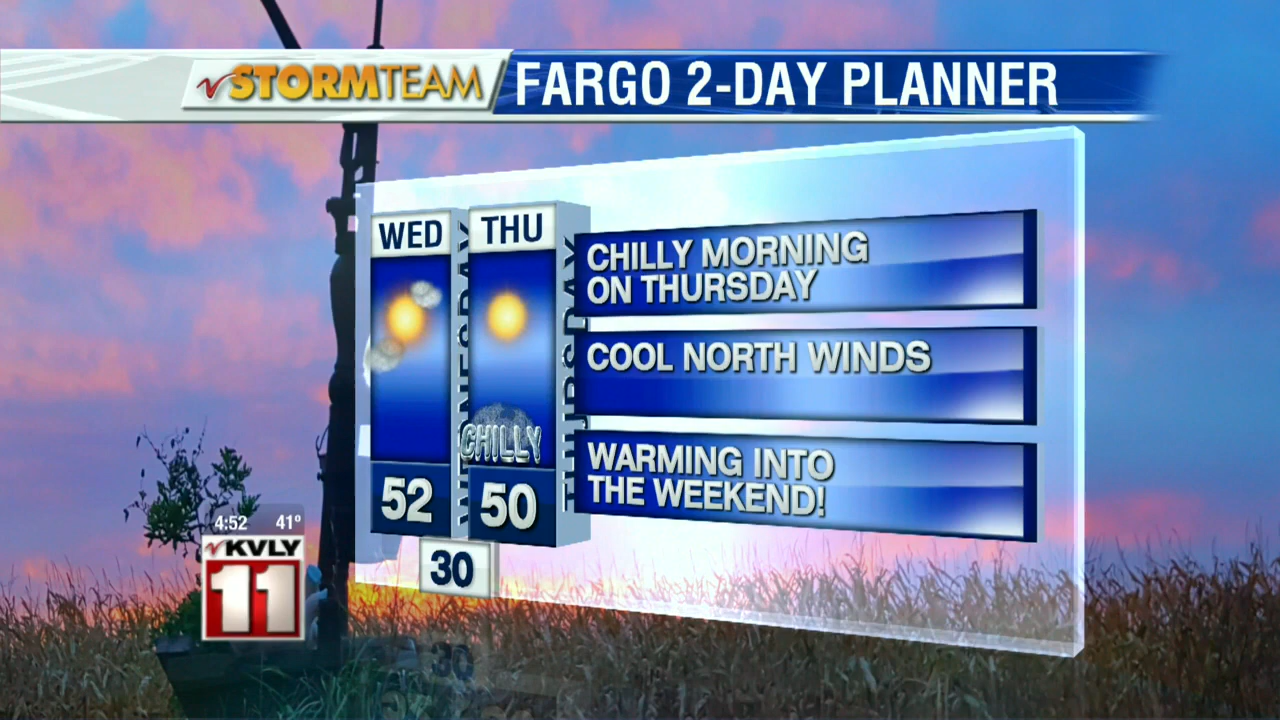 STORMTEAM
FARGO 2-DAY PLANNER
WED
THU
WEDNESDAY
THURSDAY
CHILLY
52
50
30
CHILLY MORNING
ON THURSDAY
COOL NORTH WINDS
WARMING INTO
THE WEEKEND!
4:52 41°
KVLY
11
30